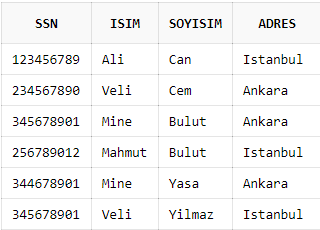 SSN ISIM SOYISIM ADRES
123456789 Ali Can Istanbul
234567890 Veli Cem Ankara
345678901 Mine Bulut Ankara
256789012 Mahmut Bulut Istanbul
344678901 Mine Yasa Ankara
345678901 Veli Yilmaz Istanbul